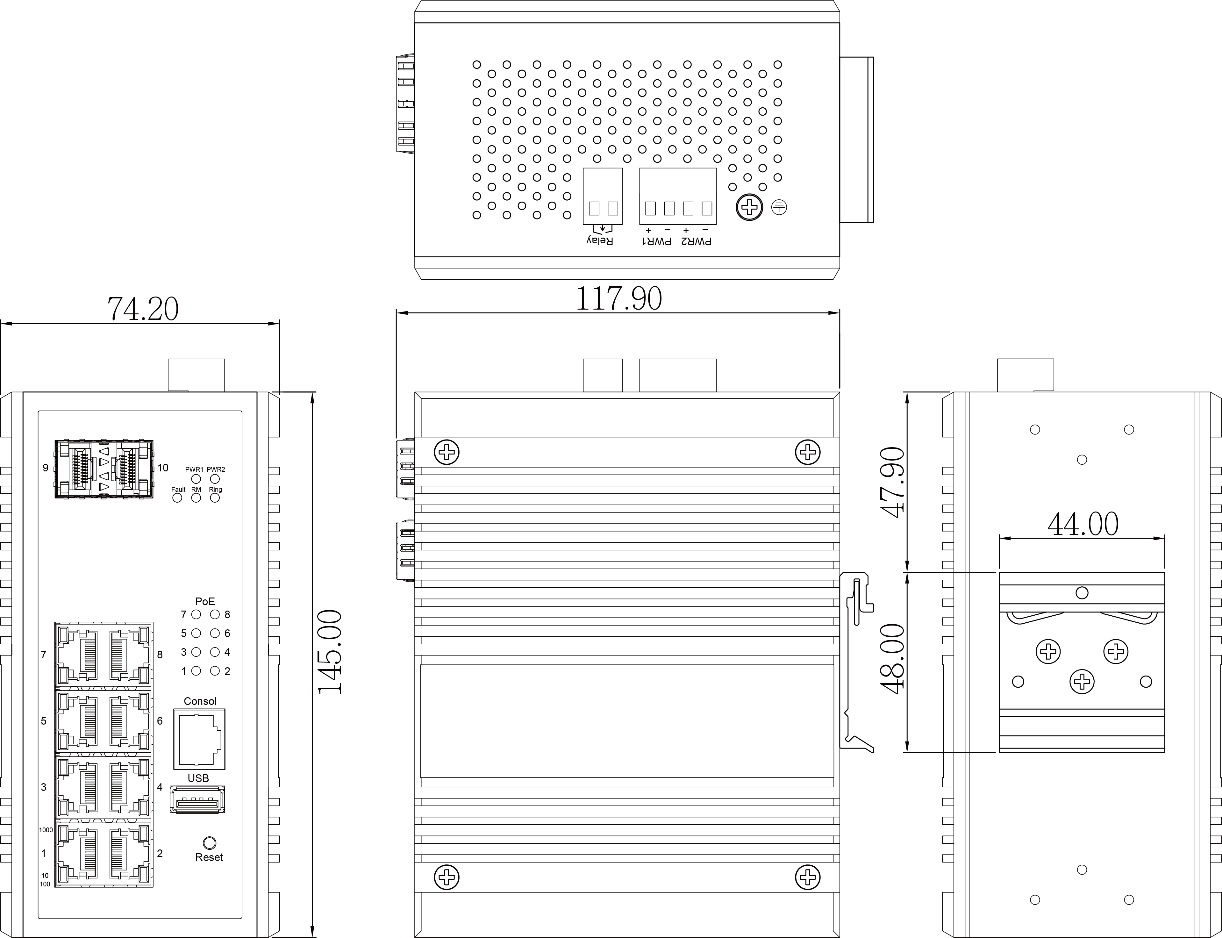 + − + −
Relay PWR1 PWR2 PWR
74.20
117.90
9 10
PWR1 PWR2
Fault RM Ring
47.90
44.00
PoE
7 8
5 6
3 4
1 2
7 8
145.00
48.00
Consol
5 6
USB
3 4
1000
1 2
Reset
10
100